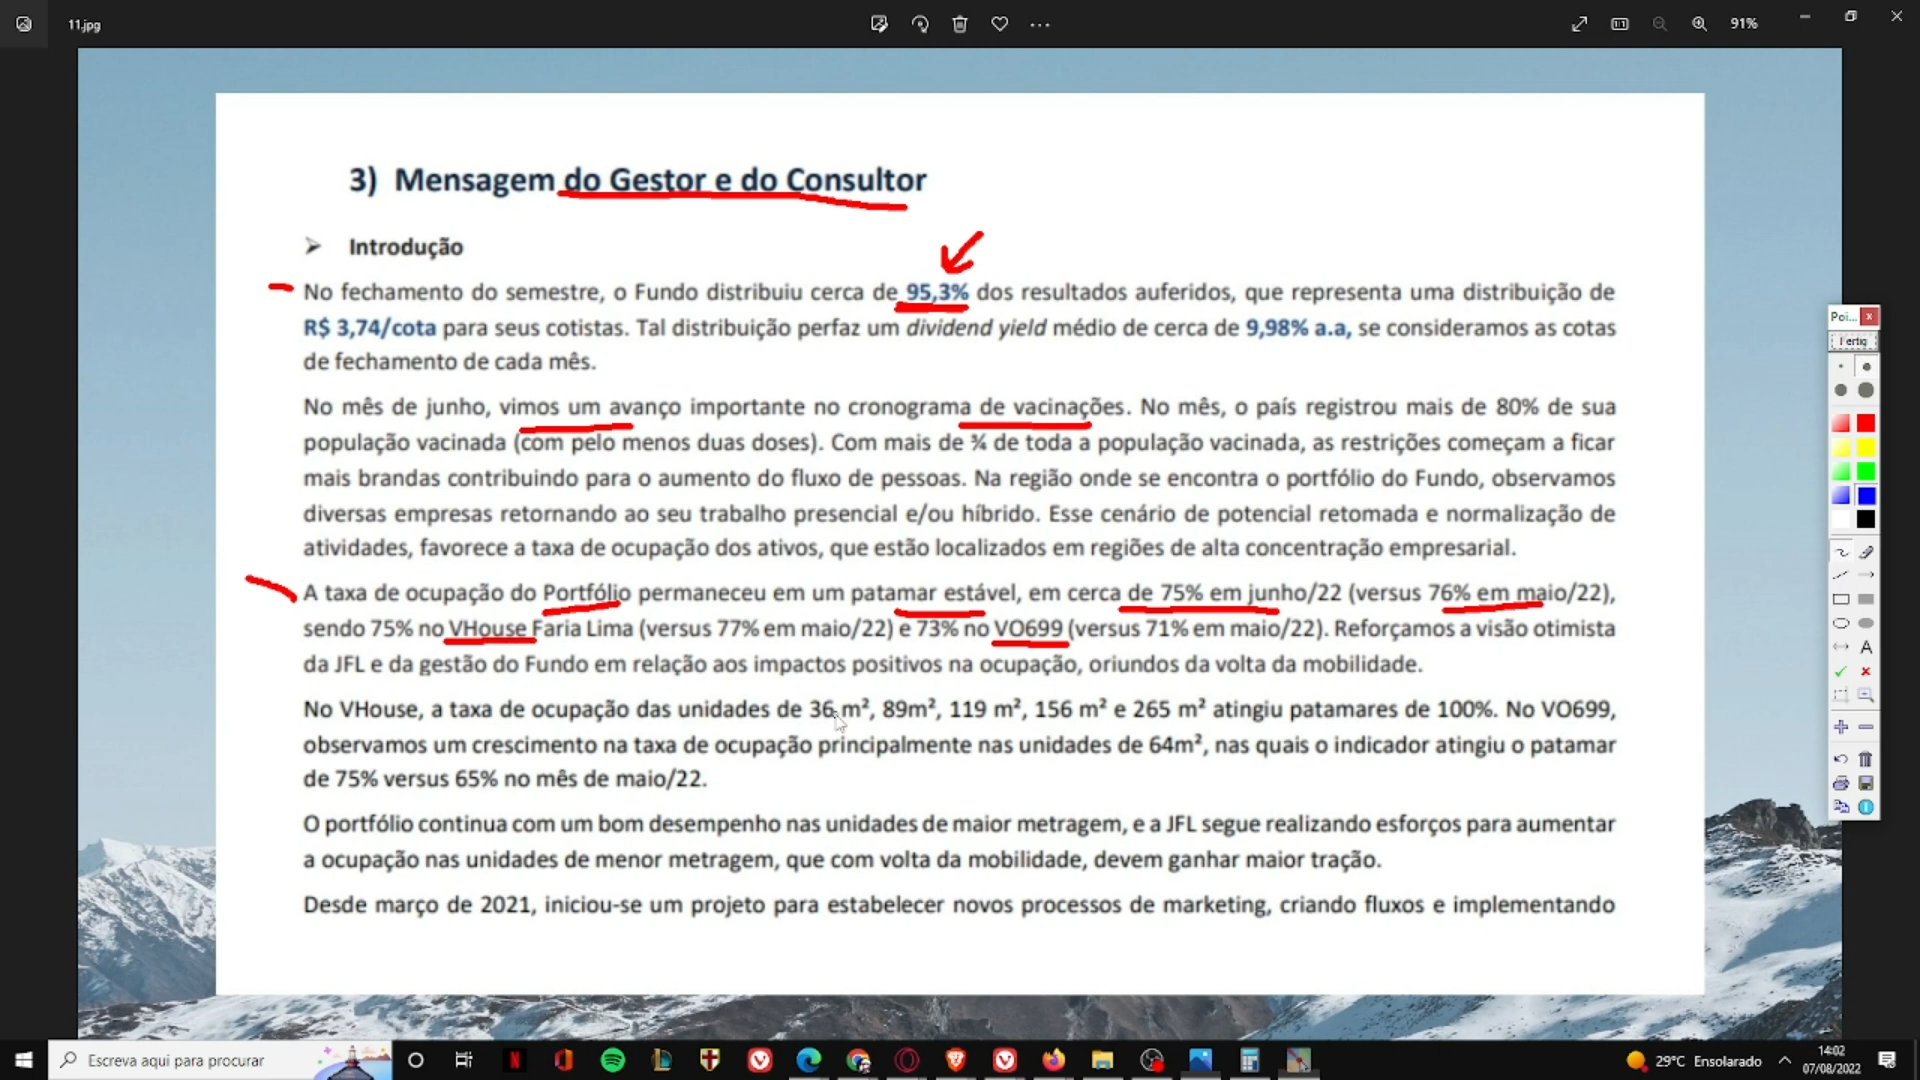 11.jpg
91%
3) Mensagem do Gestor e do Consultor
Introdução
No fechamento do semestre, o Fundo distribuiu cerca de 95,3% dos resultados auferidos, que representa uma distribuição de
R$ 3,74/cota para seus cotistas. Tal distribuição perfaz um dividend yield médio de cerca de 9,98% a.a, se consideramos as cotas
de fechamento de cada mês.
No mês de junho, vimos um avanço importante no cronograma de vacinações. No mês, o país registrou mais de 80% de sua
população vacinada (com pelo menos duas doses). Com mais de ¾ de toda a população vacinada, as restrições começam a ficar
mais brandas contribuindo para o aumento do fluxo de pessoas. Na região onde se encontra o portfólio do Fundo, observamos
diversas empresas retornando ao seu trabalho presencial e/ou híbrido. Esse cenário de potencial retomada e normalização de
atividades, favorece a taxa de ocupação dos ativos, que estão localizados em regiões de alta concentração empresarial.
A taxa de ocupação do Portfólio permaneceu em um patamar estável, em cerca de 75% em junho/22 (versus 76% em maio/22),
sendo 75% no VHouse Faria Lima (versus 77% em maio/22) e 73% no VO699 (versus 71% em maio/22). Reforçamos a visão otimista
da JFL e da gestão do Fundo em relação aos impactos positivos na ocupação, oriundos da volta da mobilidade.
No VHouse, a taxa de ocupação das unidades de 36 m², 89m², 119 m², 156 m² e 265 m² atingiu patamares de 100%. No VO699,
observamos um crescimento na taxa de ocupação principalmente nas unidades de 64m², nas quais o indicador atingiu o patamar
de 75% versus 65% no mês de maio/22.
O portfólio continua com um bom desempenho nas unidades de maior metragem, e a JFL segue realizando esforços para aumentar
a ocupação nas unidades de menor metragem, que com volta da mobilidade, devem ganhar maior tração.
Desde março de 2021, iniciou-se um projeto para estabelecer novos processos de marketing, criando fluxos e implementando
Poi...
Fertig
A
Escreva aqui para procurar
29°C Ensolarado
14:02
07/08/2022